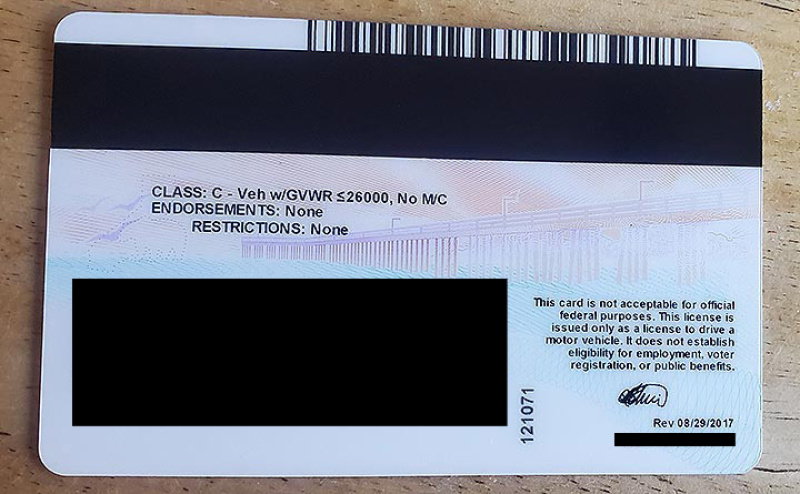 CLASS: C - Veh w/GVWR ≤26000, No M/C
ENDORSEMENTS: None
RESTRICTIONS: None
This card is not acceptable for official
federal purposes. This license is
issued only as a license to drive a
motor vehicle. It does not establish
eligibility for employment, voter
registration, or public benefits.
121071
Rev 08/29/2017